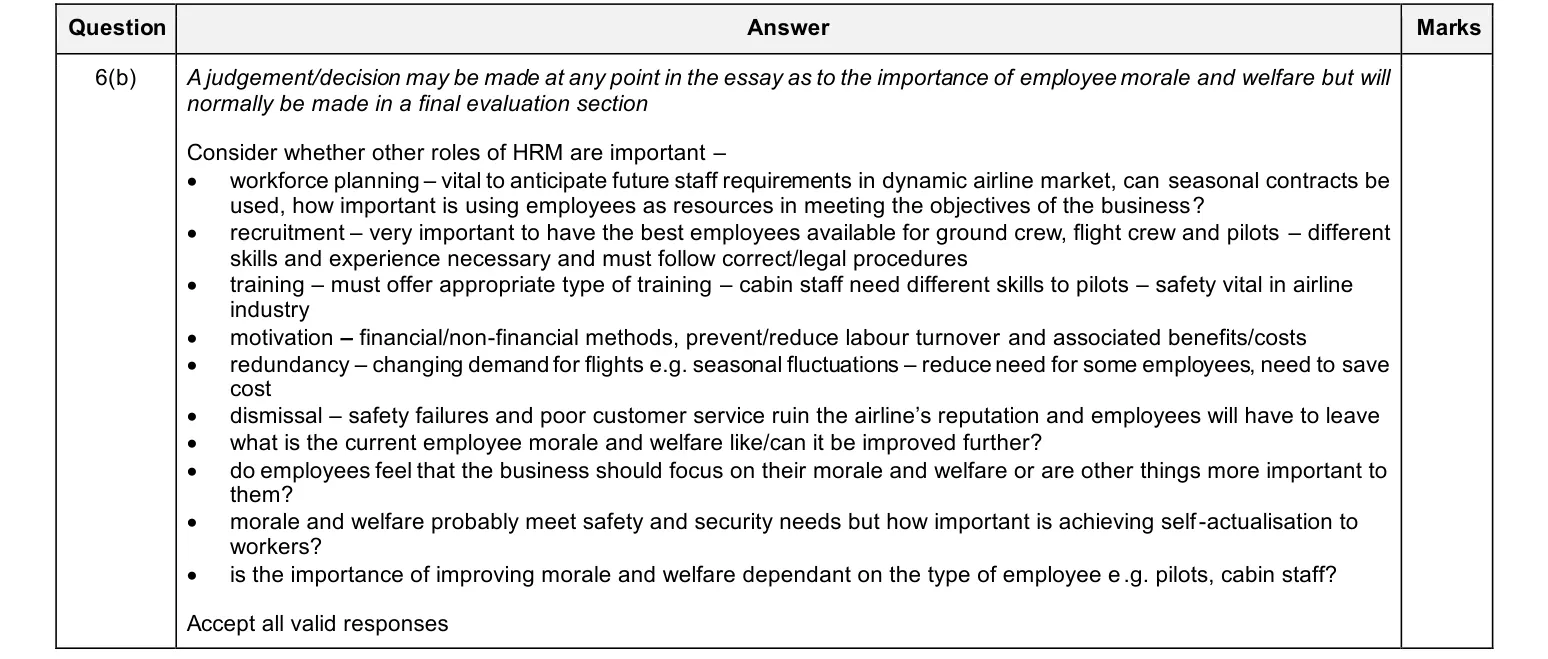 Question Answer Marks
6(b) A judgement/decision may be made at any point in the essay as to the importance of employee morale and welfare but will
normally be made in a final evaluation section
Consider whether other roles of HRM are important –
• workforce planning – vital to anticipate future staff requirements in dynamic airline market, can seasonal contracts be
used, how important is using employees as resources in meeting the objectives of the business?
• recruitment – very important to have the best employees available for ground crew, flight crew and pilots – different
skills and experience necessary and must follow correct/legal procedures
• training – must offer appropriate type of training – cabin staff need different skills to pilots – safety vital in airline
industry
• motivation – financial/non-financial methods, prevent/reduce labour turnover and associated benefits/costs
• redundancy – changing demand for flights e.g. seasonal fluctuations – reduce need for some employees, need to save
cost
• dismissal – safety failures and poor customer service ruin the airline's reputation and employees will have to leave
• what is the current employee morale and welfare like/can it be improved further?
• do employees feel that the business should focus on their morale and welfare or are other things more important to
them?
• morale and welfare probably meet safety and security needs but how important is achieving self-actualisation to
workers?
• is the importance of improving morale and welfare dependant on the type of employee e.g. pilots, cabin staff?
Accept all valid responses